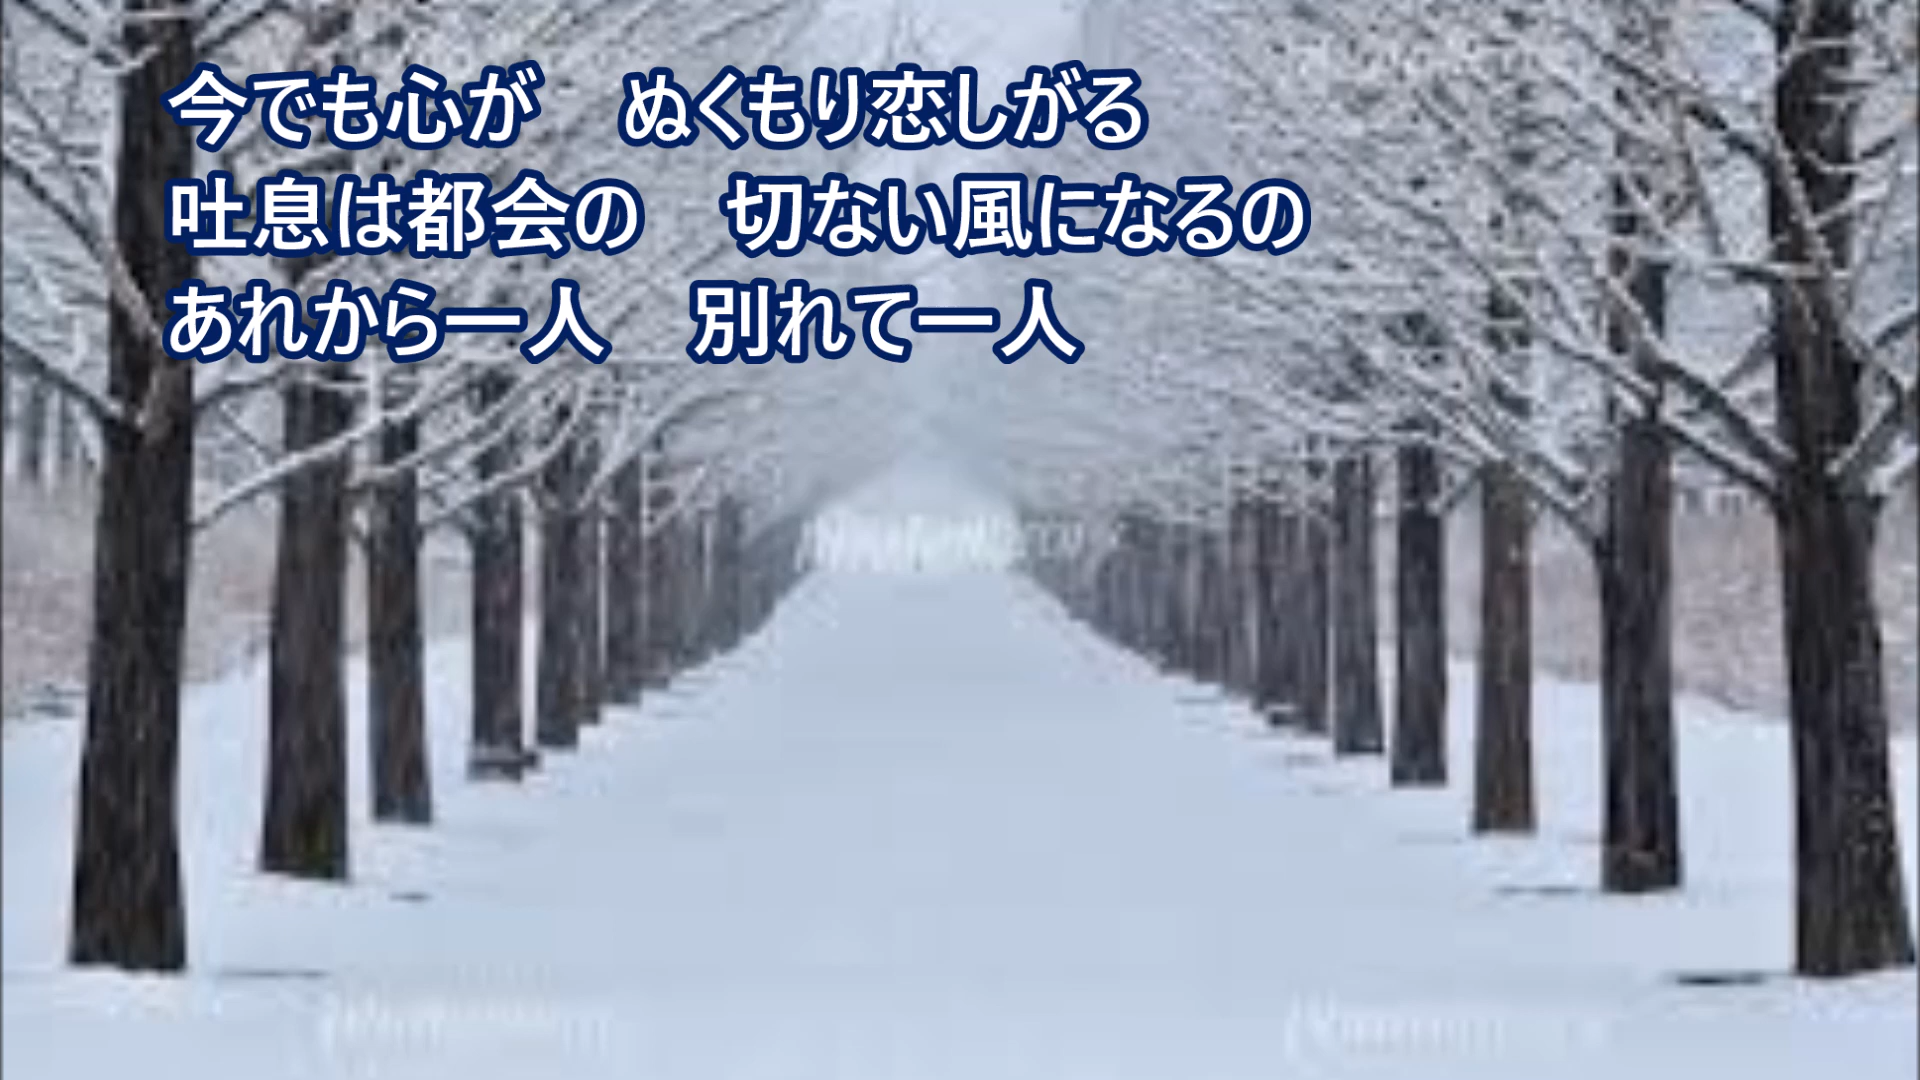 今でも心が　ぬくもり恋しがる
吐息は都会の　切ない風になるの
あれから一人　別れて一人